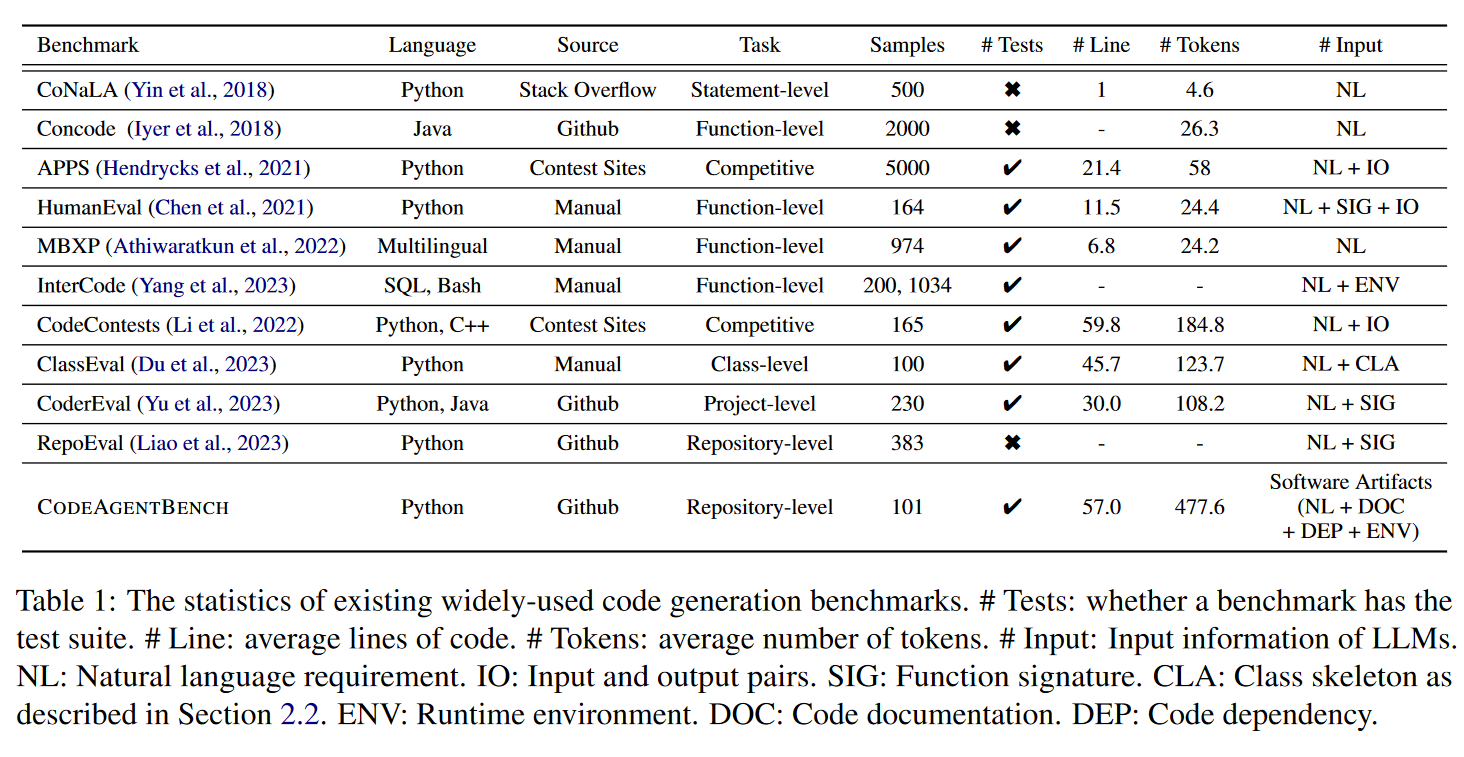 Benchmark Language Source Task Samples # Tests # Line # Tokens # Input
CoNaLA (Yin et al., 2018) Python Stack Overflow Statement-level 500 ✖ 1 4.6 NL
Concode (Iyer et al., 2018) Java Github Function-level 2000 ✖ - 26.3 NL
APPS (Hendrycks et al., 2021) Python Contest Sites Competitive 5000 ✔ 21.4 58 NL + IO
HumanEval (Chen et al., 2021) Python Manual Function-level 164 ✔ 11.5 24.4 NL + SIG + IO
MBXP (Athiwaratkun et al., 2022) Multilingual Manual Function-level 974 ✔ 6.8 24.2 NL
InterCode (Yang et al., 2023) SQL, Bash Manual Function-level 200, 1034 ✔ - - NL + ENV
CodeContests (Li et al., 2022) Python, C++ Contest Sites Competitive 165 ✔ 59.8 184.8 NL + IO
ClassEval (Du et al., 2023) Python Manual Class-level 100 ✔ 45.7 123.7 NL + CLA
CoderEval (Yu et al., 2023) Python, Java Github Project-level 230 ✔ 30.0 108.2 NL + SIG
RepoEval (Liao et al., 2023) Python Github Repository-level 383 ✖ - - NL + SIG
CODEAGENTBENCH Python Github Repository-level 101 ✔ 57.0 477.6 Software Artifacts
(NL + DOC
+ DEP + ENV)
Table 1: The statistics of existing widely-used code generation benchmarks. # Tests: whether a benchmark has the
test suite. # Line: average lines of code. # Tokens: average number of tokens. # Input: Input information of LLMs.
NL: Natural language requirement. IO: Input and output pairs. SIG: Function signature. CLA: Class skeleton as
described in Section 2.2. ENV: Runtime environment. DOC: Code documentation. DEP: Code dependency.